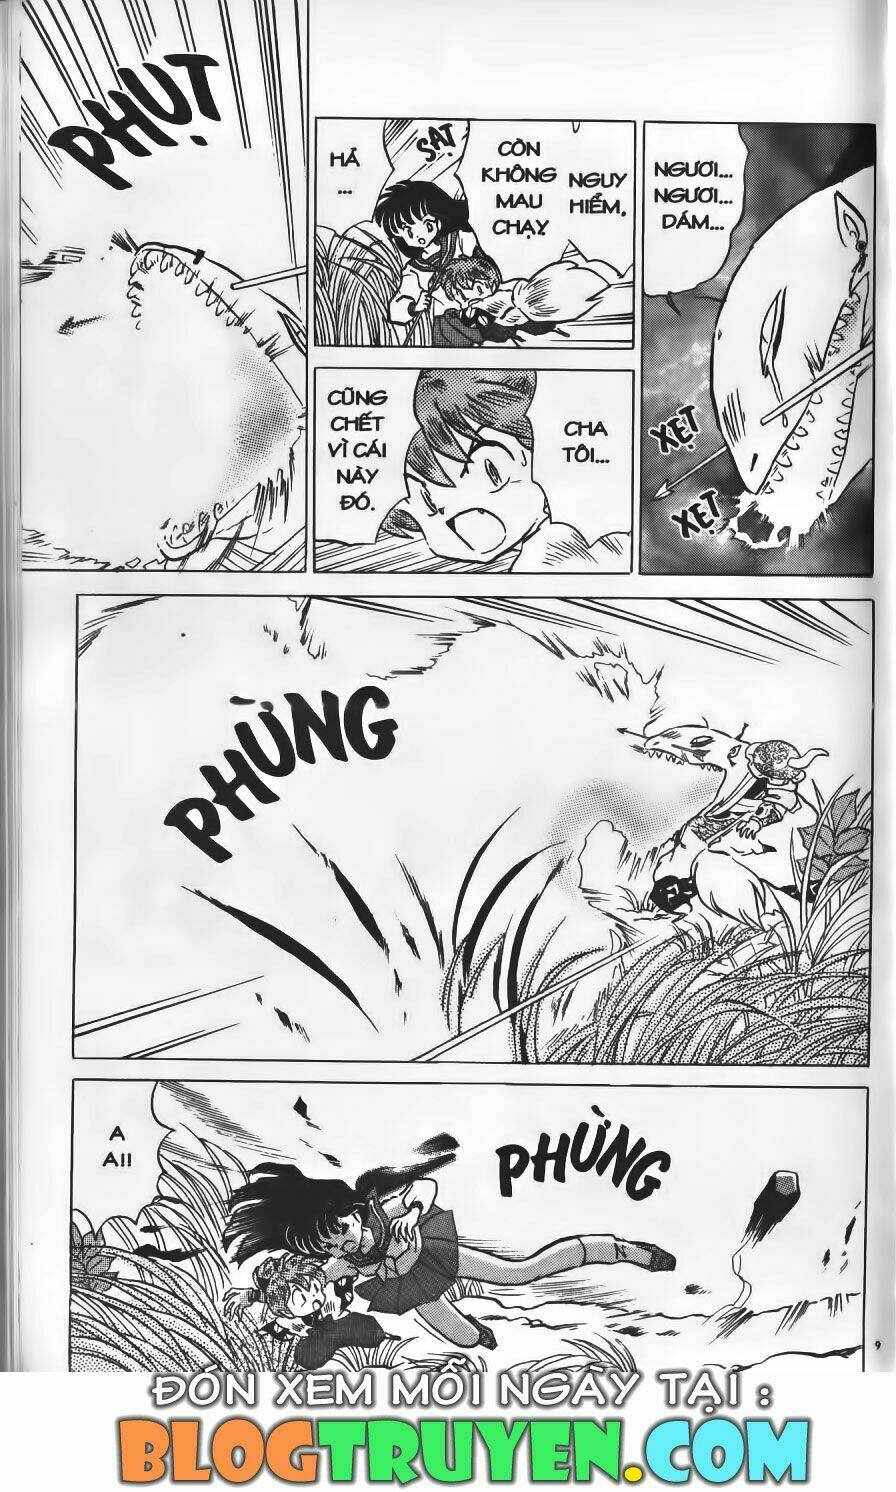 NGƯƠI...
NGƯƠI...
DÁM...
XẸT
XẸT
NGUY
HIỂM,
CÒN
KHÔNG
MAU
CHẠY.
SẠT
HẢ
...
CHA
TÔI...
CŨNG
CHẾT
VÌ CÁI
NÀY
ĐÓ.
PHỤT
PHÙNG
PHỪNG
A
A!!
9
ĐÓN XEM MỖI NGÀY TẠI :
BLOGTRUYEN.COM